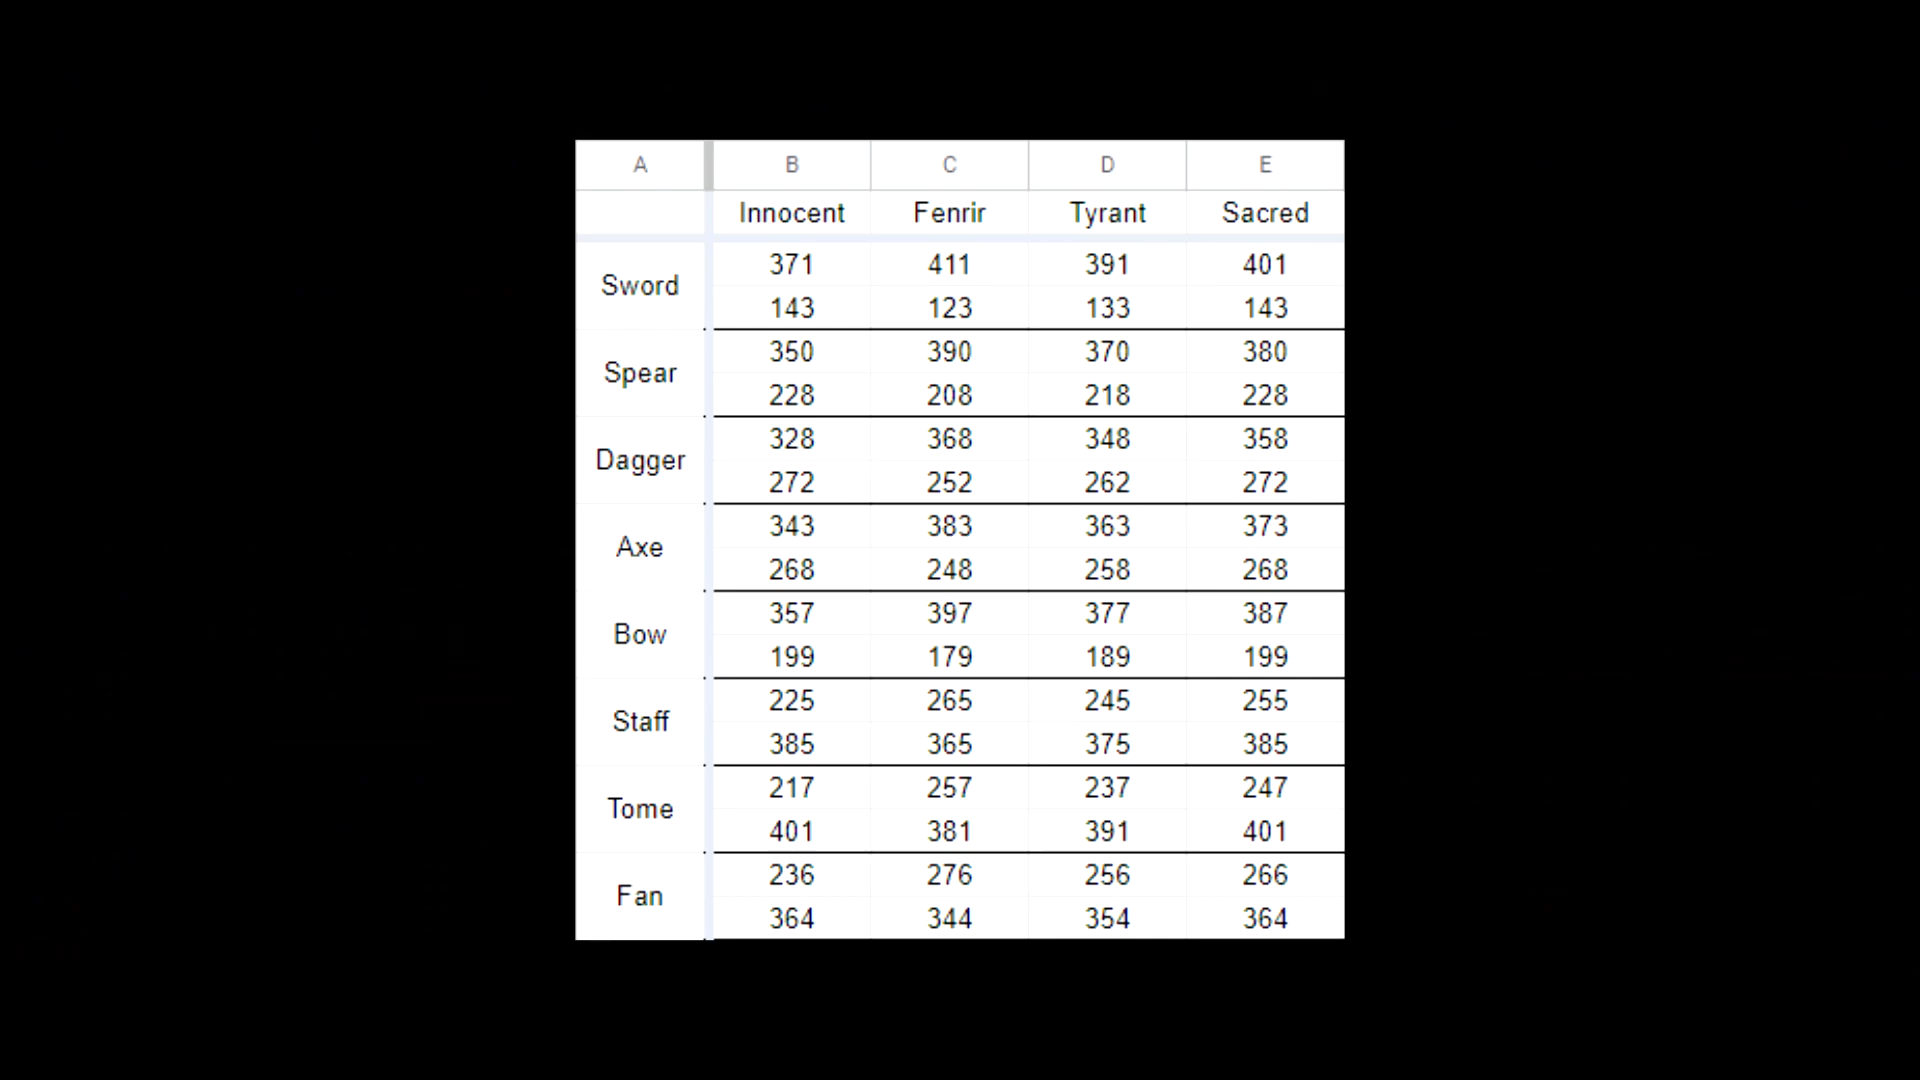 A B C D E
Innocent Fenrir Tyrant Sacred
Sword
371 411 391 401
143 123 133 143
Spear
350 390 370 380
228 208 218 228
Dagger
328 368 348 358
272 252 262 272
Axe
343 383 363 373
268 248 258 268
Bow
357 397 377 387
199 179 189 199
Staff
225 265 245 255
385 365 375 385
Tome
217 257 237 247
401 381 391 401
Fan
236 276 256 266
364 344 354 364